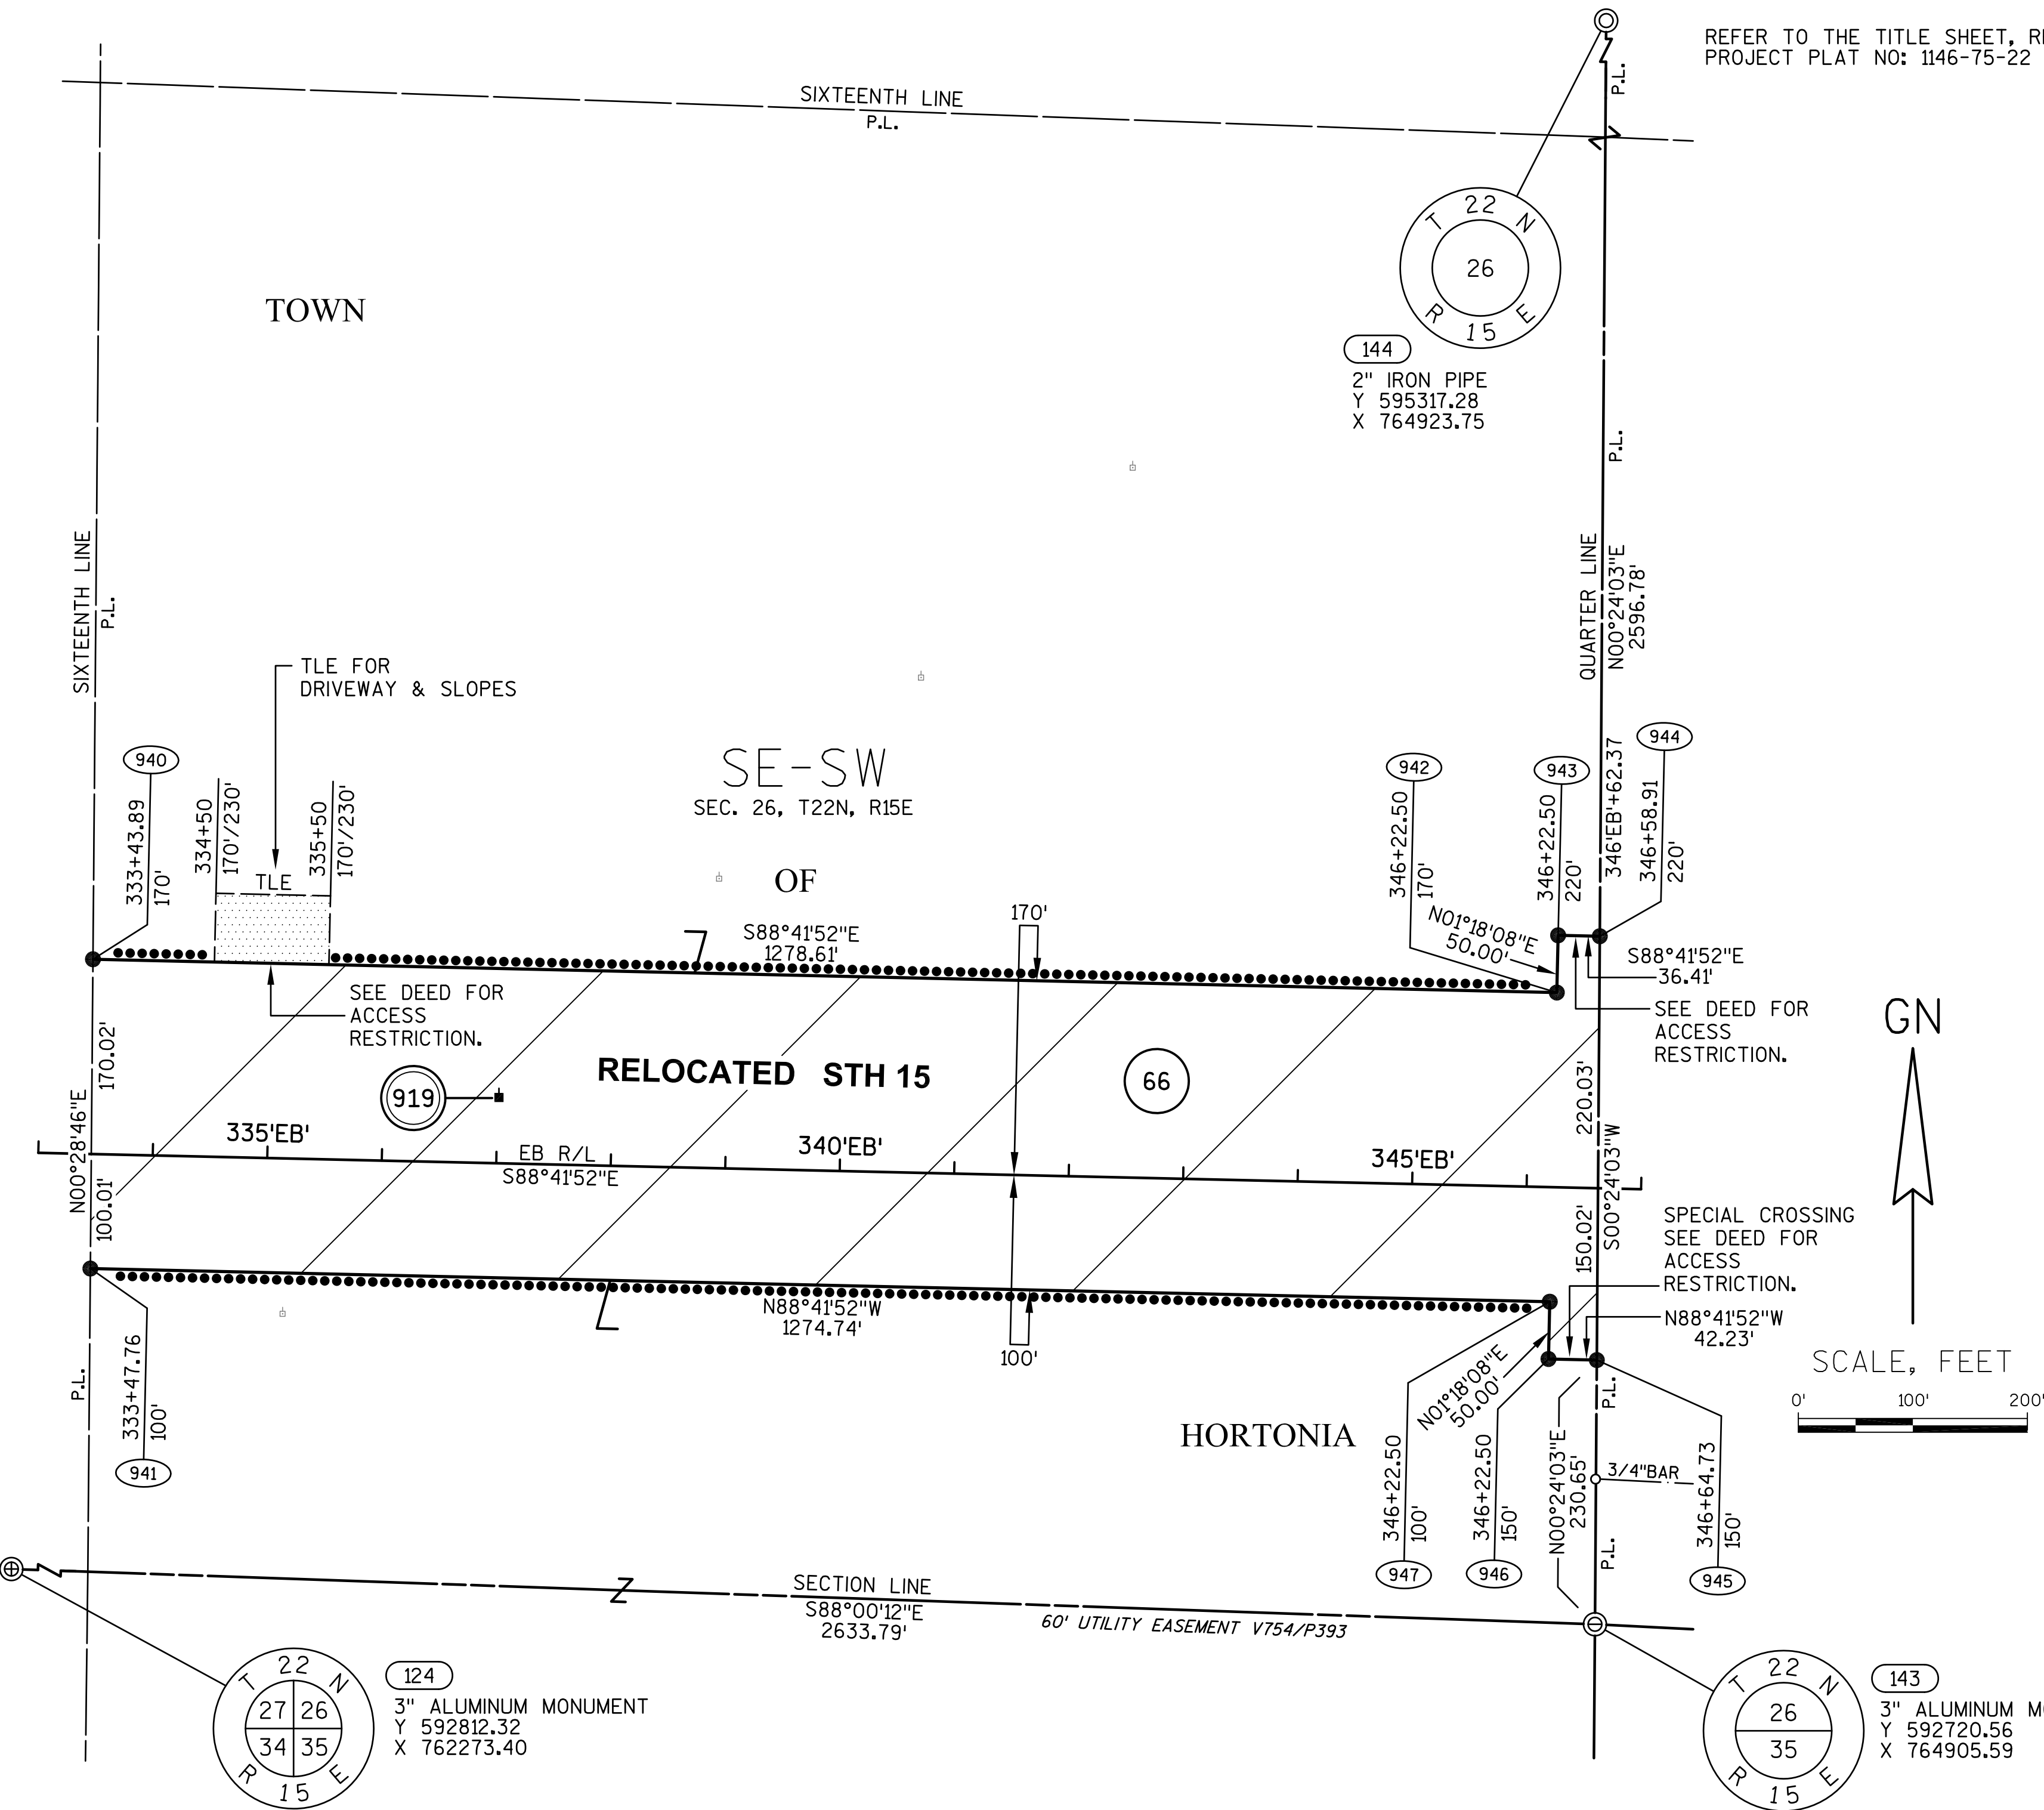 REFER TO THE TITLE SHEET,
PROJECT PLAT NO: 1146-75-22
SIXTEENTH LINE
P.L.
P.L.
T 22 N
26
R 15 E
144
2" IRON PIPE
Y 595317.28
X 764923.75
TOWN
P.L.
SIXTEENTH LINE
P.L.
QUARTER LINE
N00°24'03"E
2596.78'
TLE FOR
DRIVEWAY & SLOPES
SE-SW
SEC. 26, T22N, R15E
OF
940
333+43.89
170'
334+50
170'/230'
335+50
170'/230'
TLE
942
346+22.50
170'
943
346+22.50
220'
346'EB'+62.37
944
346+58.91
220'
N01°18'08"E
50.00'
S88°41'52"E
36.41'
SEE DEED FOR
ACCESS
RESTRICTION.
S88°41'52"E
1278.61'
170'
SEE DEED FOR
ACCESS
RESTRICTION.
GN
170.02'
N00°28'46"E
100.01'
RELOCATED STH 15
919
66
220.03'
S00°24'03"W
150.02'
335'EB'
340'EB'
345'EB'
EB R/L
S88°41'52"E
SPECIAL CROSSING
SEE DEED FOR
ACCESS
RESTRICTION.
N88°41'52"W
42.23'
N88°41'52"W
1274.74'
100'
N01°18'08"E
50.00'
SCALE, FEET
0' 100' 200'
P.L.
333+47.76
100'
941
HORTONIA
346+22.50
100'
947
346+22.50
150'
946
N00°24'03"E
230.65'
P.L.
3/4"BAR
P.L.
346+64.73
150'
945
SECTION LINE
S88°00'12"E
2633.79'
60' UTILITY EASEMENT V754/P393
T 22 N
27 26
34 35
R 15 E
124
3" ALUMINUM MONUMENT
Y 592812.32
X 762273.40
T 22 N
26
35
R 15 E
143
3" ALUMINUM
Y 592720.56
X 764905.59